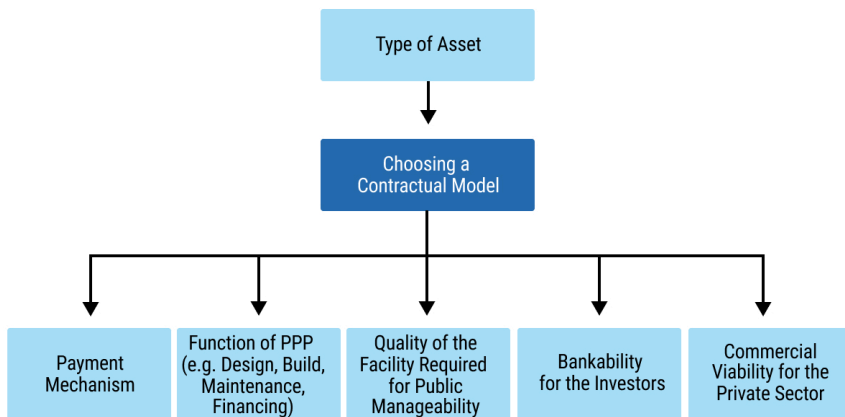 Type of Asset
Choosing a
Contractual Model
Payment
Mechanism
Function of PPP
(e.g. Design, Build,
Maintenance,
Financing)
Quality of the
Facility Required
for Public
Manageability
Bankability
for the Investors
Commercial
Viability for the
Private Sector